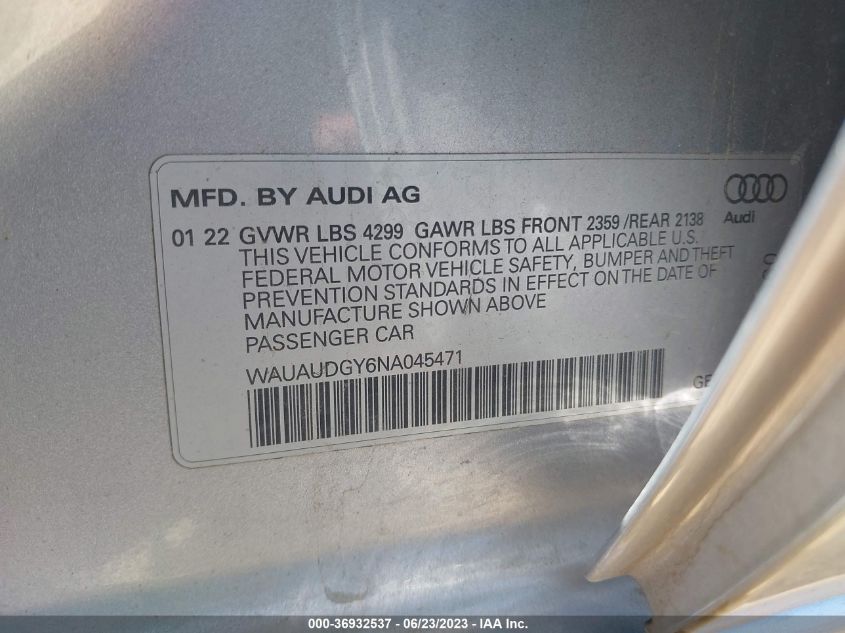 MFD. BY AUDI AG
Audi
01 22 GVWR LBS 4299 GAWR LBS FRONT 2359 /REAR 2138
THIS VEHICLE CONFORMS TO ALL APPLICABLE U.S.
FEDERAL MOTOR VEHICLE SAFETY, BUMPER AND THEFT
PREVENTION STANDARDS IN EFFECT ON THE DATE OF
MANUFACTURE SHOWN ABOVE
PASSENGER CAR
WAUAUDGY6NA045471
000-36932537 - 06/23/2023 - IAA Inc.